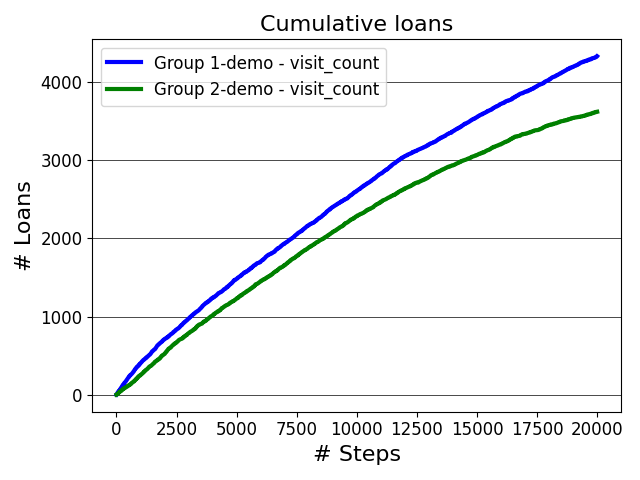 Cumulative loans
Group 1-demo - visit_count
Group 2-demo - visit_count
# Loans
4000
3000
2000
1000
0
0 2500 5000 7500 10000 12500 15000 17500 20000
# Steps